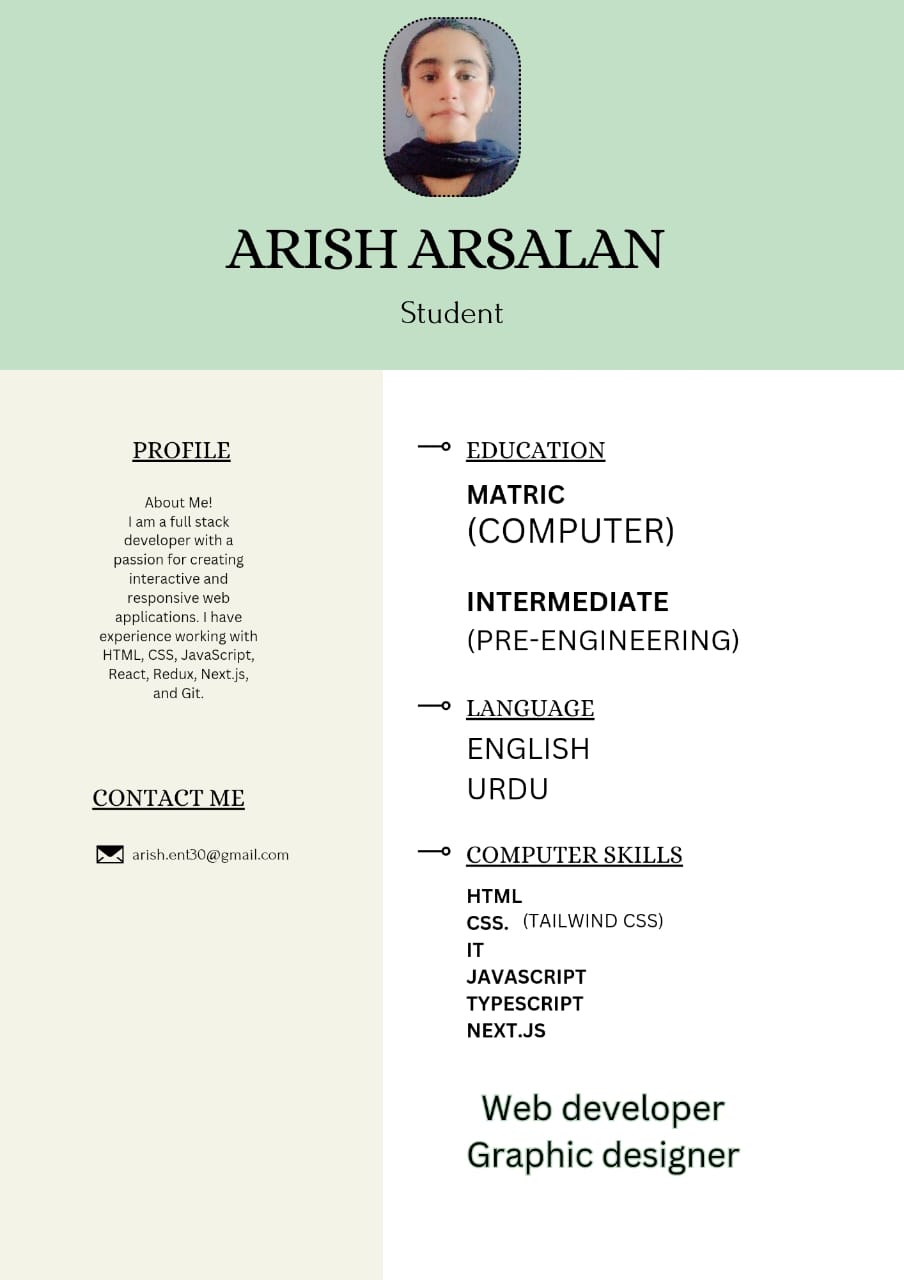 ARISH ARSALAN
Student
PROFILE
About Me!
I am a full stack
developer with a
passion for creating
interactive and
responsive web
applications. I have
experience working with
HTML, CSS, JavaScript,
React, Redux, Next.js,
and Git.
CONTACT ME
arish.ent30@gmail.com
EDUCATION
MATRIC
(COMPUTER)
INTERMEDIATE
(PRE-ENGINEERING)
LANGUAGE
ENGLISH
URDU
COMPUTER SKILLS
HTML
CSS. (TAILWIND CSS)
IT
JAVASCRIPT
TYPESCRIPT
NEXT.JS
Web developer
Graphic designer